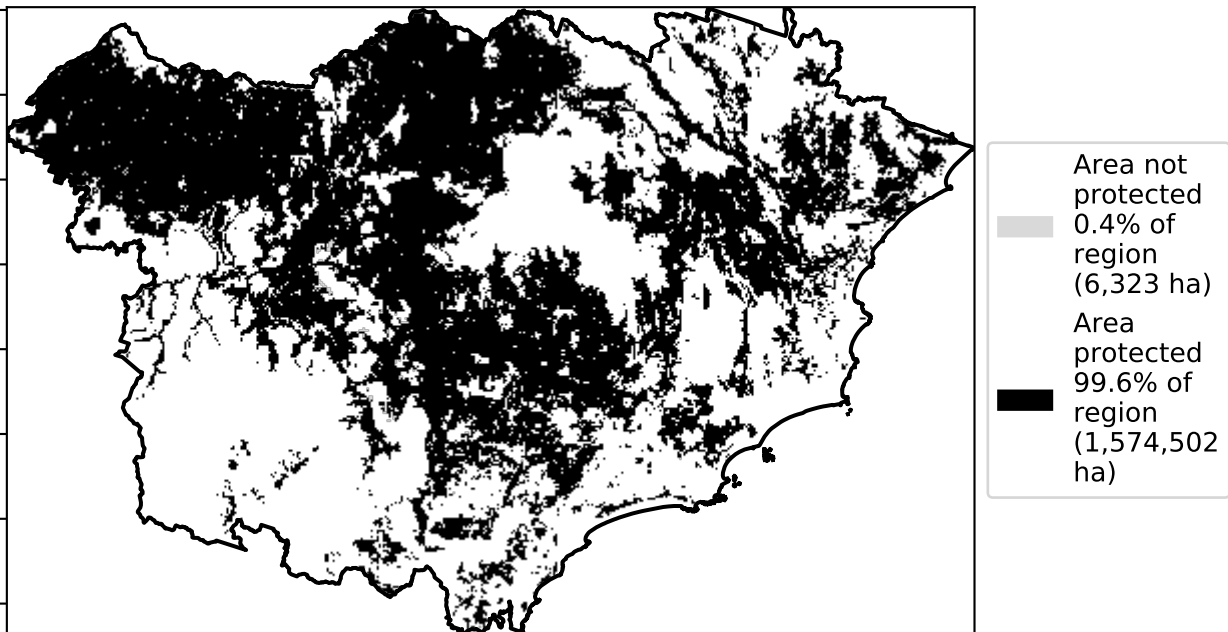 Area not
protected
0.4% of
region
(6,323 ha)
Area
protected
99.6% of
region
(1,574,502
ha)